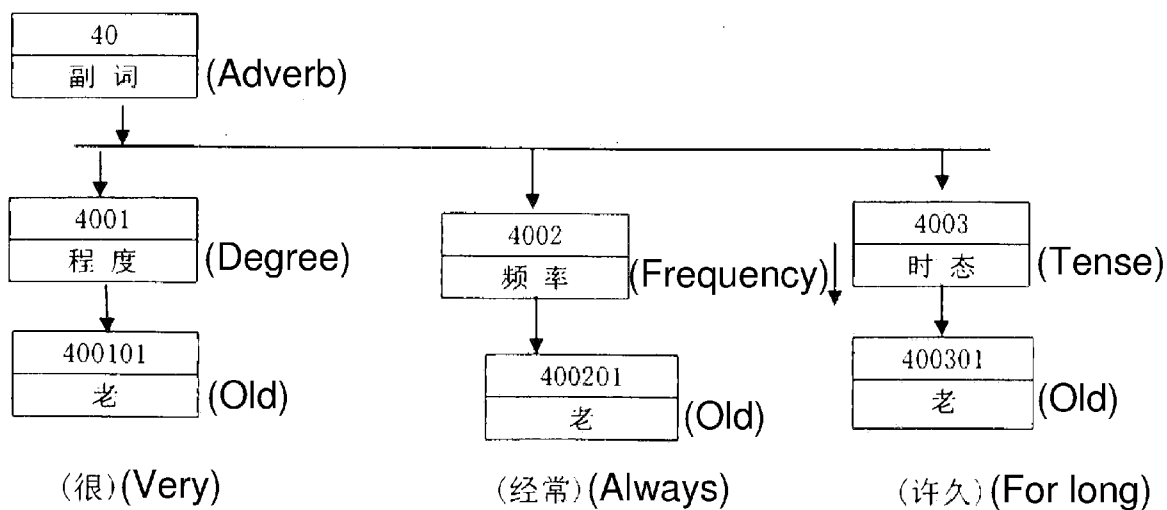 40
副词 (Adverb)
4001
程度 (Degree)
4002
频率 (Frequency)
4003
时态 (Tense)
400101
老 (Old)
400201
老 (Old)
400301
老 (Old)
(很) (Very)
(经常) (Always)
(许久) (For long)